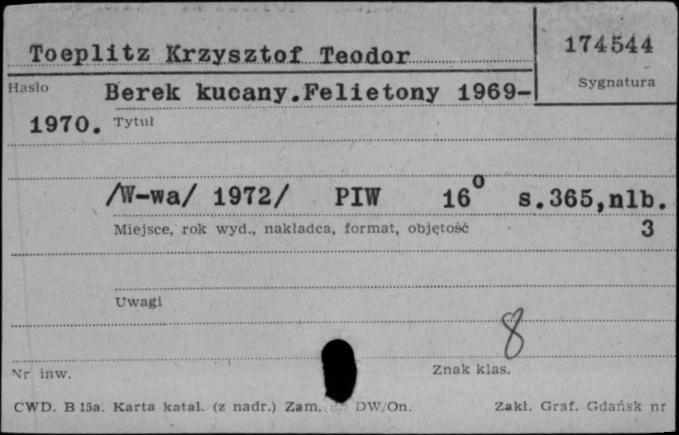 Toeplitz Krzysztof Teodor
174544
Hasło
Sygnatura
Berek kucany.Felietony 1969-
1970. Tytuł
/W-wa/ 1972/ PIW 16° s.365,nlb.
Miejsce, rok wyd., nakładca, format, objętość 3
Uwagi
8
Nr inw.
Znak klas.
CWD. B 15a. Karta katal. (z nadr.) Zam. DW/On. Zakł. Graf. Gdańsk nr